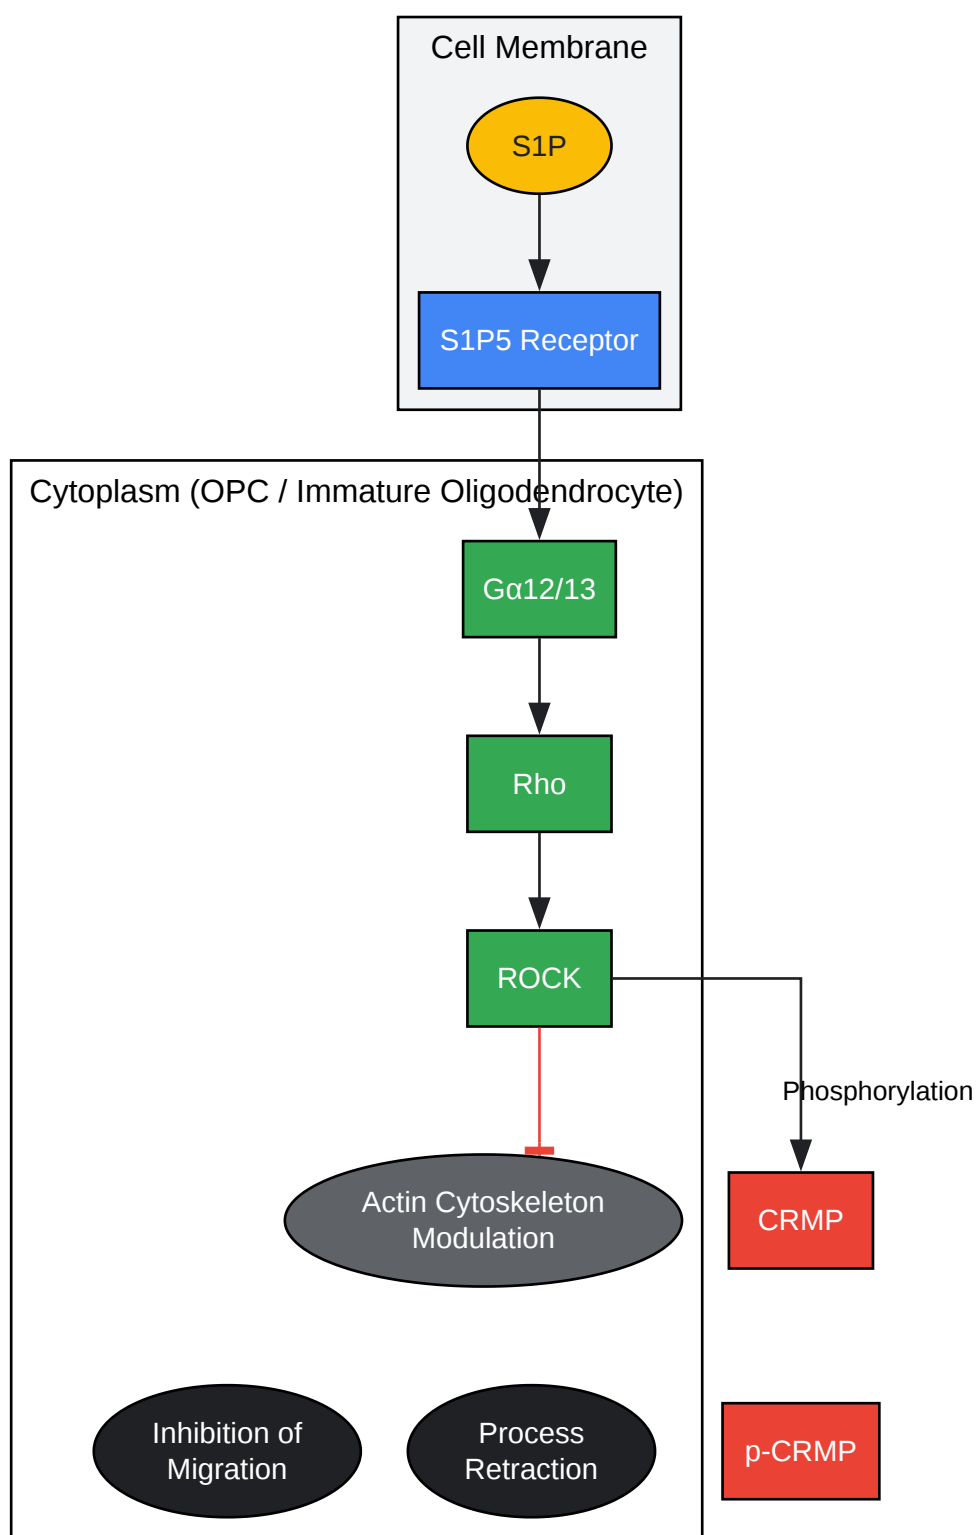 Cell Membrane
S1P
S1P5 Receptor
Cytoplasm (OPC / Immature Oligodendrocyte)
Gα12/13
Rho
ROCK
Phosphorylation
Actin Cytoskeleton
Modulation
CRMP
Inhibition of
Migration
Process
Retraction
p-CRMP